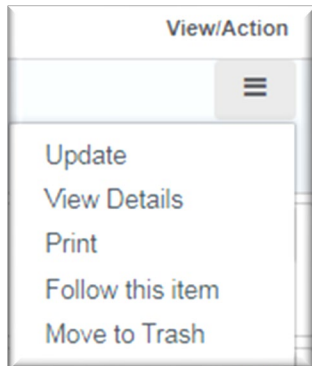 View/Action
Update
View Details
Print
Follow this item
Move to Trash